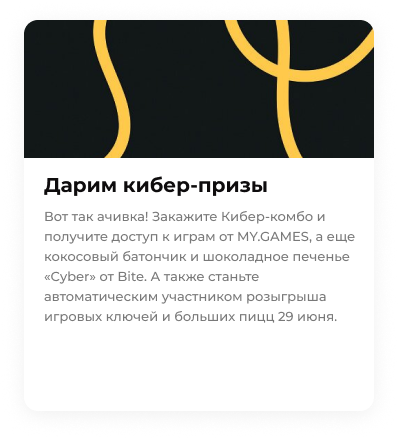 Дарим кибер-призы
Вот так ачивка! Закажите Кибер-комбо и
получите доступ к играм от MY.GAMES, а еще
кокосовый батончик и шоколадное печенье
«Cyber» от Bite. А также станьте
автоматическим участником розыгрыша
игровых ключей и больших пицц 29 июня.